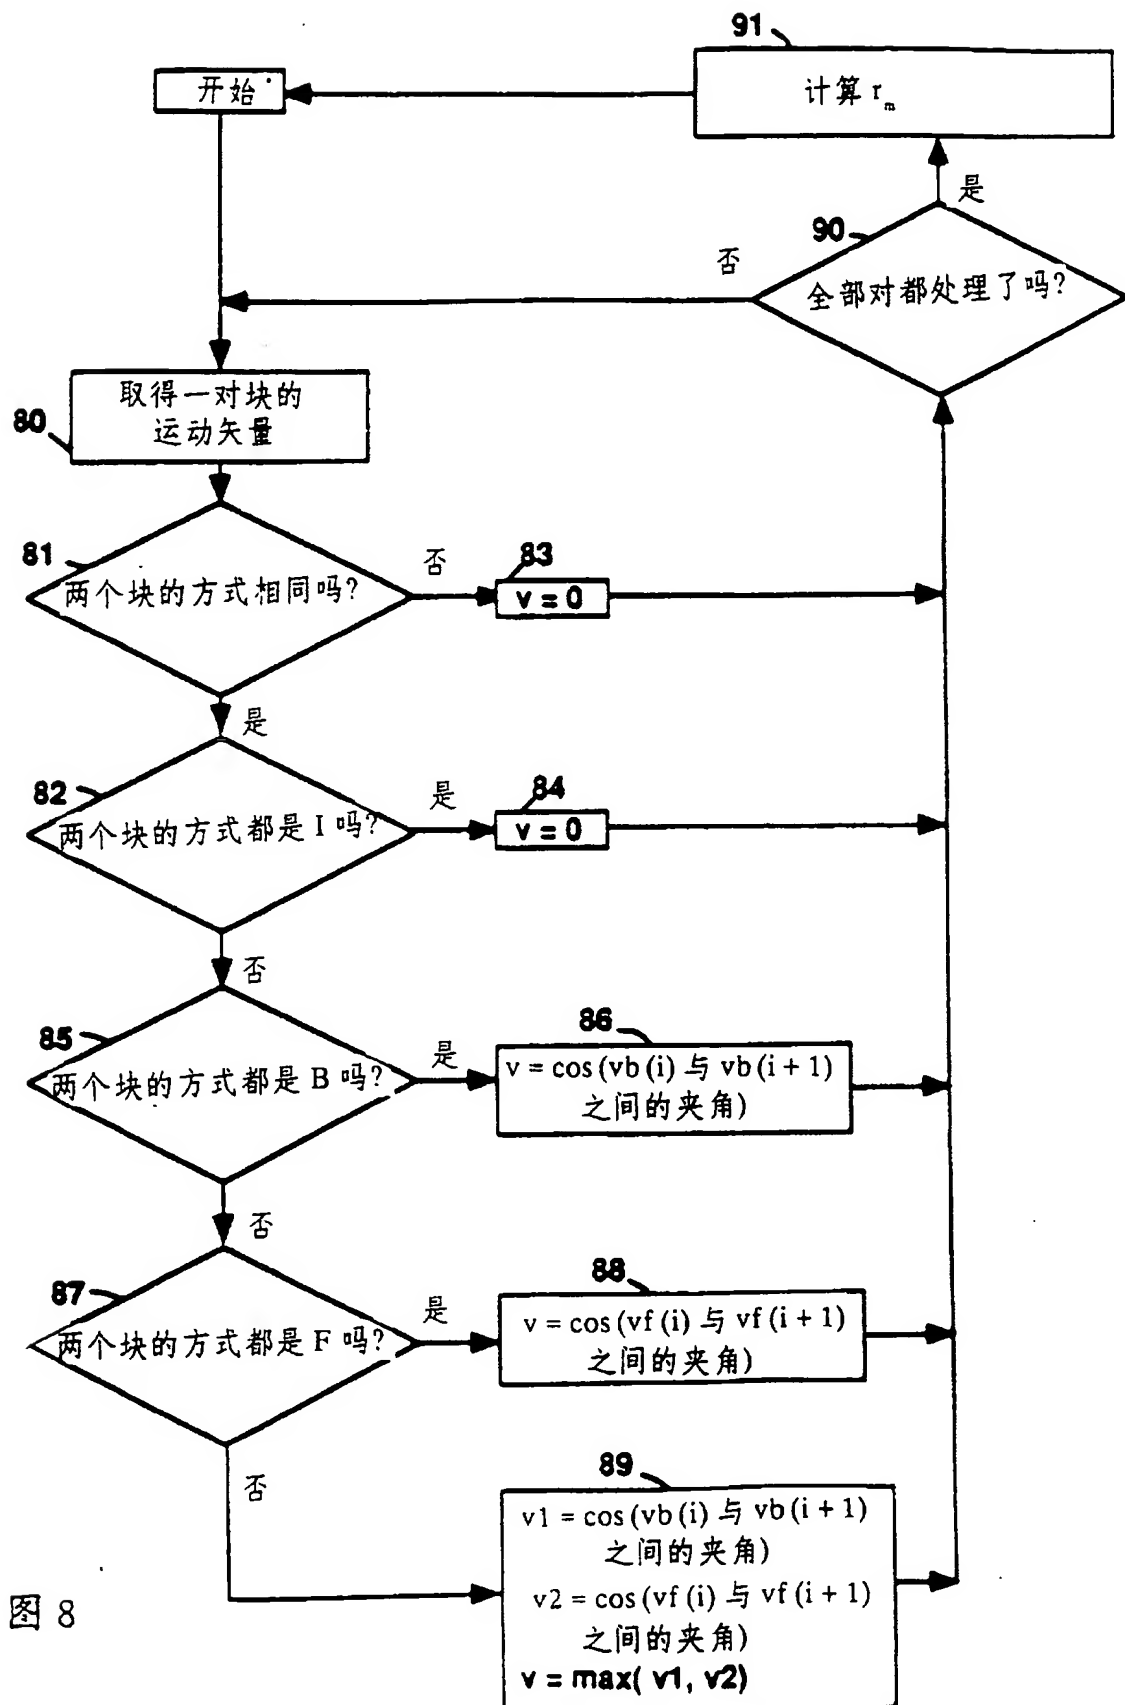 91
开始
计算 r_m
是
90
否
全部对都处理了吗?
80
取得一对块的
运动矢量
81
两个块的方式相同吗?
否
83
v = 0
是
82
两个块的方式都是 I 吗?
是
84
v = 0
否
85
两个块的方式都是 B 吗?
是
86
v = cos (vb (i) 与 vb (i + 1)
之间的夹角)
否
87
两个块的方式都是 F 吗?
是
88
v = cos (vf (i) 与 vf (i + 1)
之间的夹角)
否
89
v1 = cos (vb (i) 与 vb (i + 1)
之间的夹角)
v2 = cos (vf (i) 与 vf (i + 1)
之间的夹角)
v = max( v1, v2)
图 8